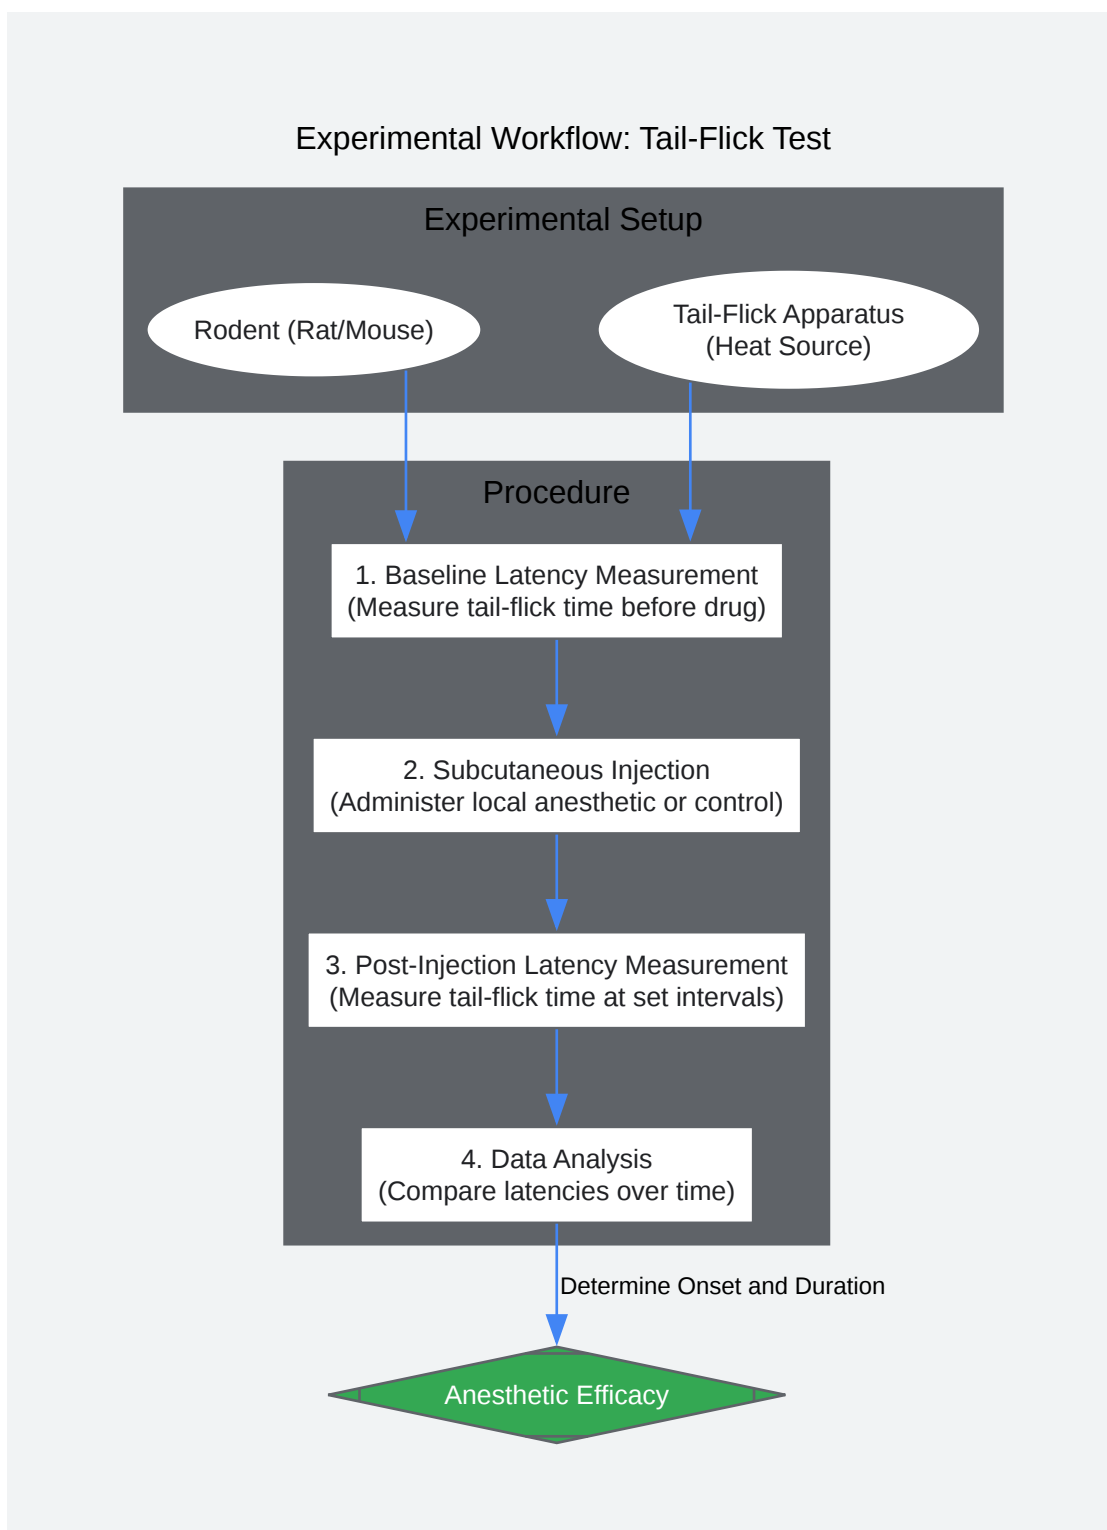 Experimental Workflow: Tail-Flick Test
Experimental Setup
Rodent (Rat/Mouse)
Tail-Flick Apparatus
(Heat Source)
Procedure
1. Baseline Latency Measurement
(Measure tail-flick time before drug)
2. Subcutaneous Injection
(Administer local anesthetic or control)
3. Post-Injection Latency Measurement
(Measure tail-flick time at set intervals)
4. Data Analysis
(Compare latencies over time)
Determine Onset and Duration
Anesthetic Efficacy